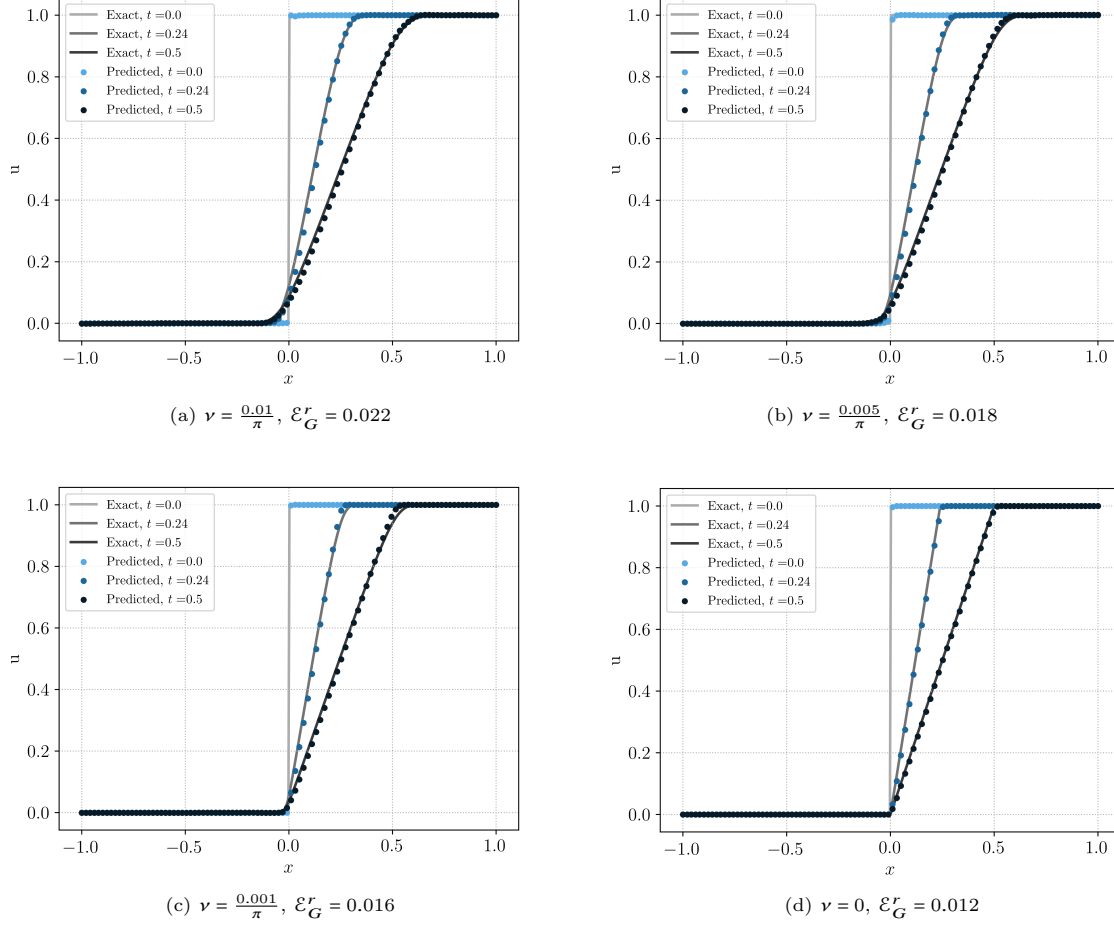 1.0
0.8
0.6
0.4
0.2
0.0
u
Exact, t =0.0
Exact, t =0.24
Exact, t =0.5
Predicted, t =0.0
Predicted, t =0.24
Predicted, t =0.5
−1.0 −0.5 0.0 0.5 1.0
x
(a) ν = 0.01/π, ℰ_G^r = 0.022
1.0
0.8
0.6
0.4
0.2
0.0
u
Exact, t =0.0
Exact, t =0.24
Exact, t =0.5
Predicted, t =0.0
Predicted, t =0.24
Predicted, t =0.5
−1.0 −0.5 0.0 0.5 1.0
x
(b) ν = 0.005/π, ℰ_G^r = 0.018
1.0
0.8
0.6
0.4
0.2
0.0
u
Exact, t =0.0
Exact, t =0.24
Exact, t =0.5
Predicted, t =0.0
Predicted, t =0.24
Predicted, t =0.5
−1.0 −0.5 0.0 0.5 1.0
x
(c) ν = 0.001/π, ℰ_G^r = 0.016
1.0
0.8
0.6
0.4
0.2
0.0
u
Exact, t =0.0
Exact, t =0.24
Exact, t =0.5
Predicted, t =0.0
Predicted, t =0.24
Predicted, t =0.5
−1.0 −0.5 0.0 0.5 1.0
x
(d) ν = 0, ℰ_G^r = 0.012